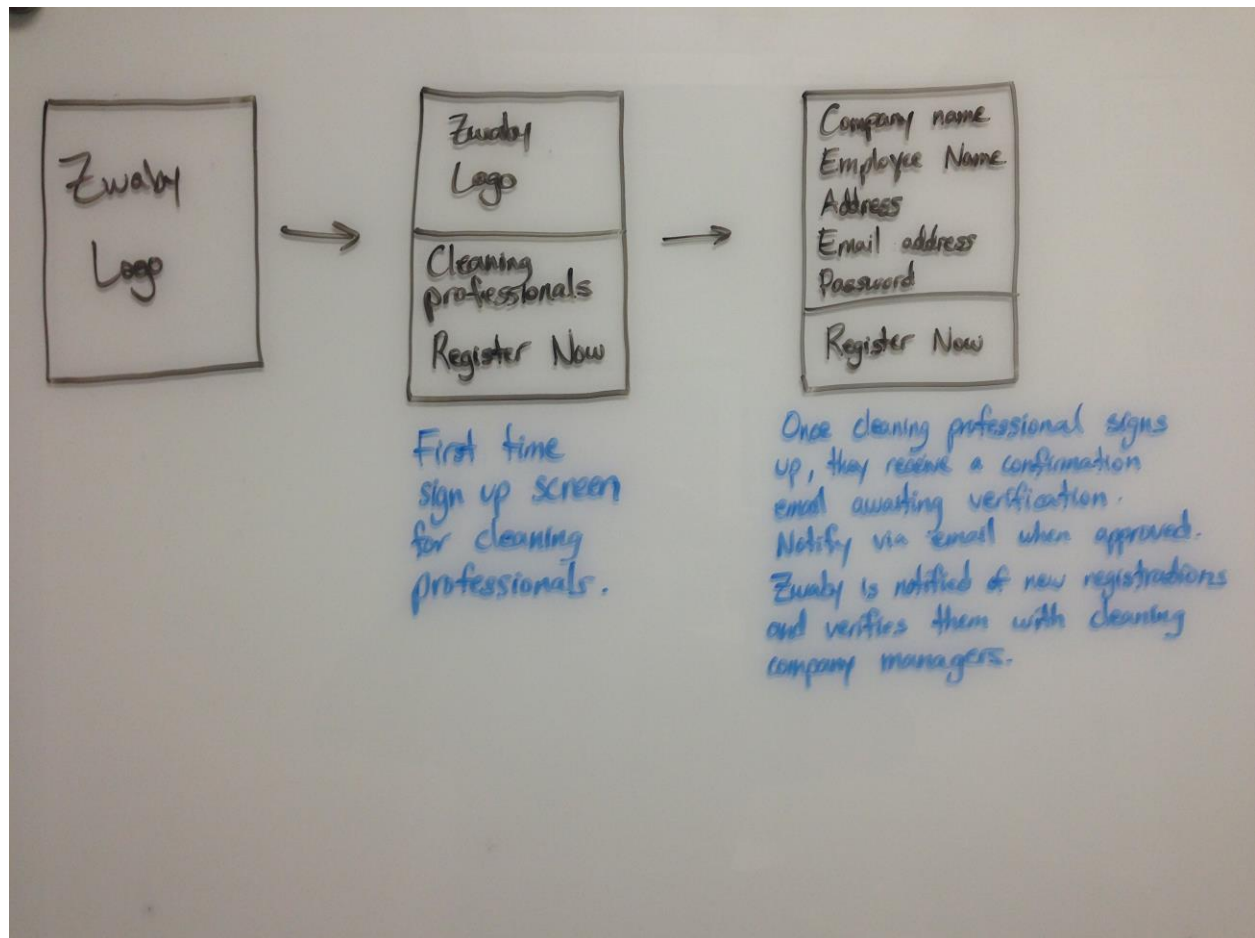 Zwaby
Logo
Zwaby
Logo
Cleaning
professionals
Register Now
First time
sign up screen
for cleaning
professionals.
Company name
Employee Name
Address
Email address
Password
Register Now
Once cleaning professional signs
up, they receive a confirmation
email awaiting verification.
Notify via email when approved.
Zwaby is notified of new registrations
and verifies them with cleaning
company managers.